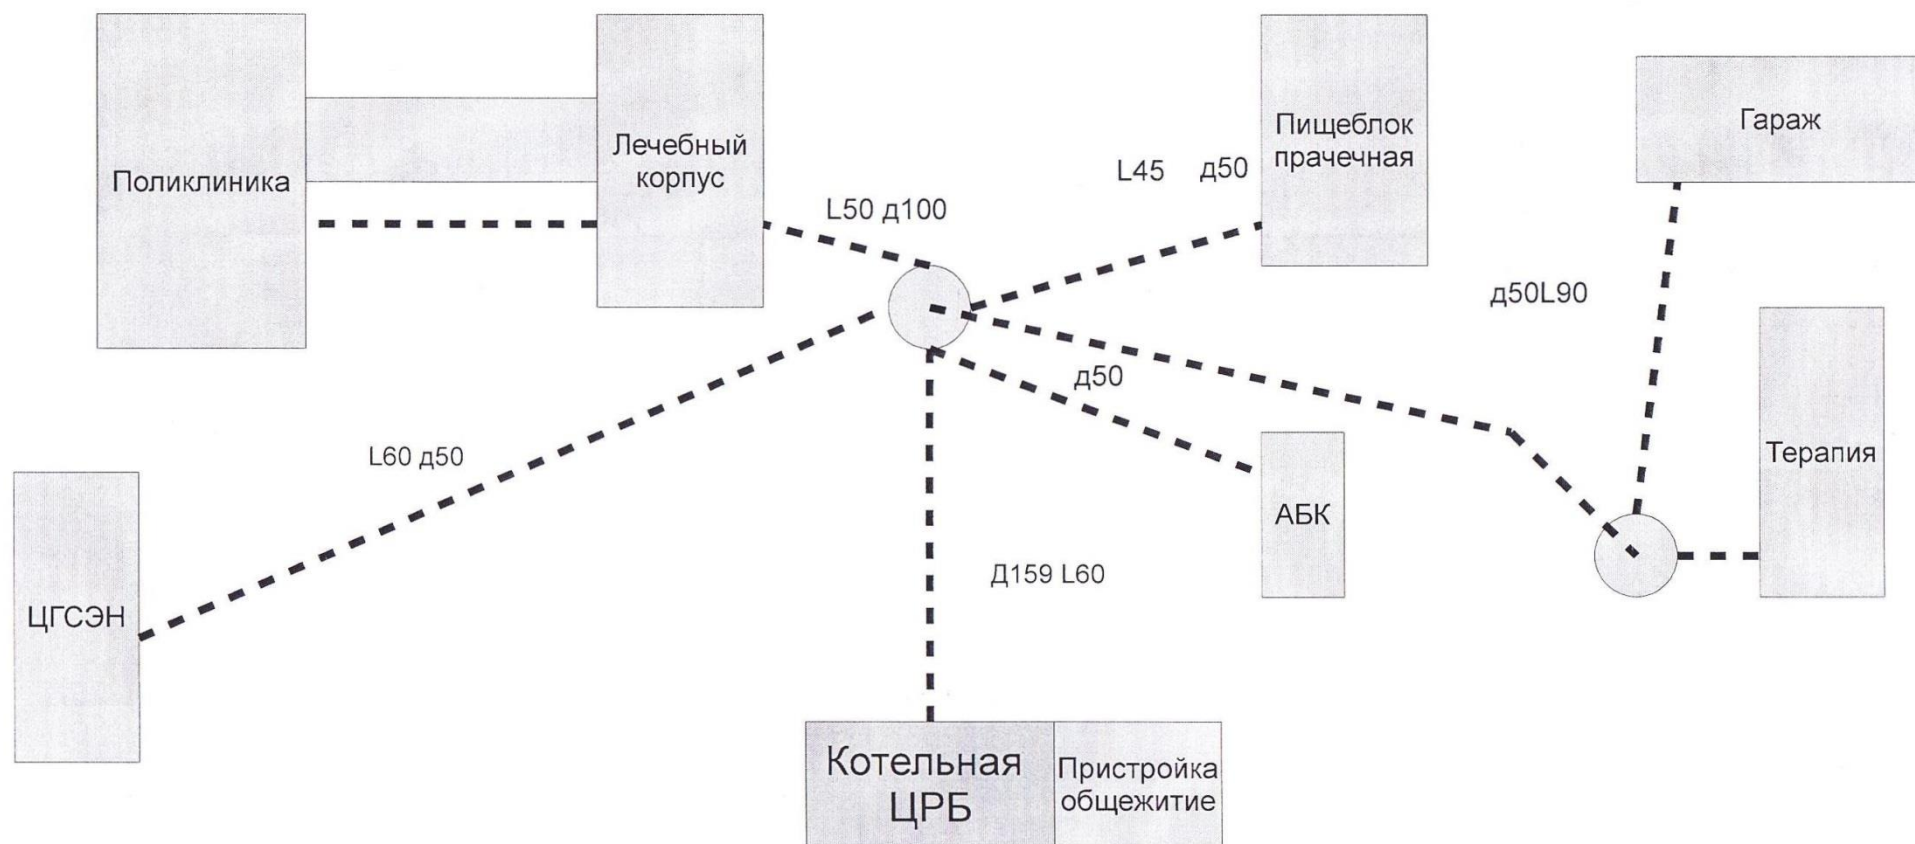 Поликлиника
Лечебный
корпус
L50 д100
L45 д50
Пищеблок
прачечная
Гараж
д50L90
д50
L60 д50
Терапия
АБК
ЦГСЭН
Д159 L60
Котельная
ЦРБ
Пристройка
общежитие